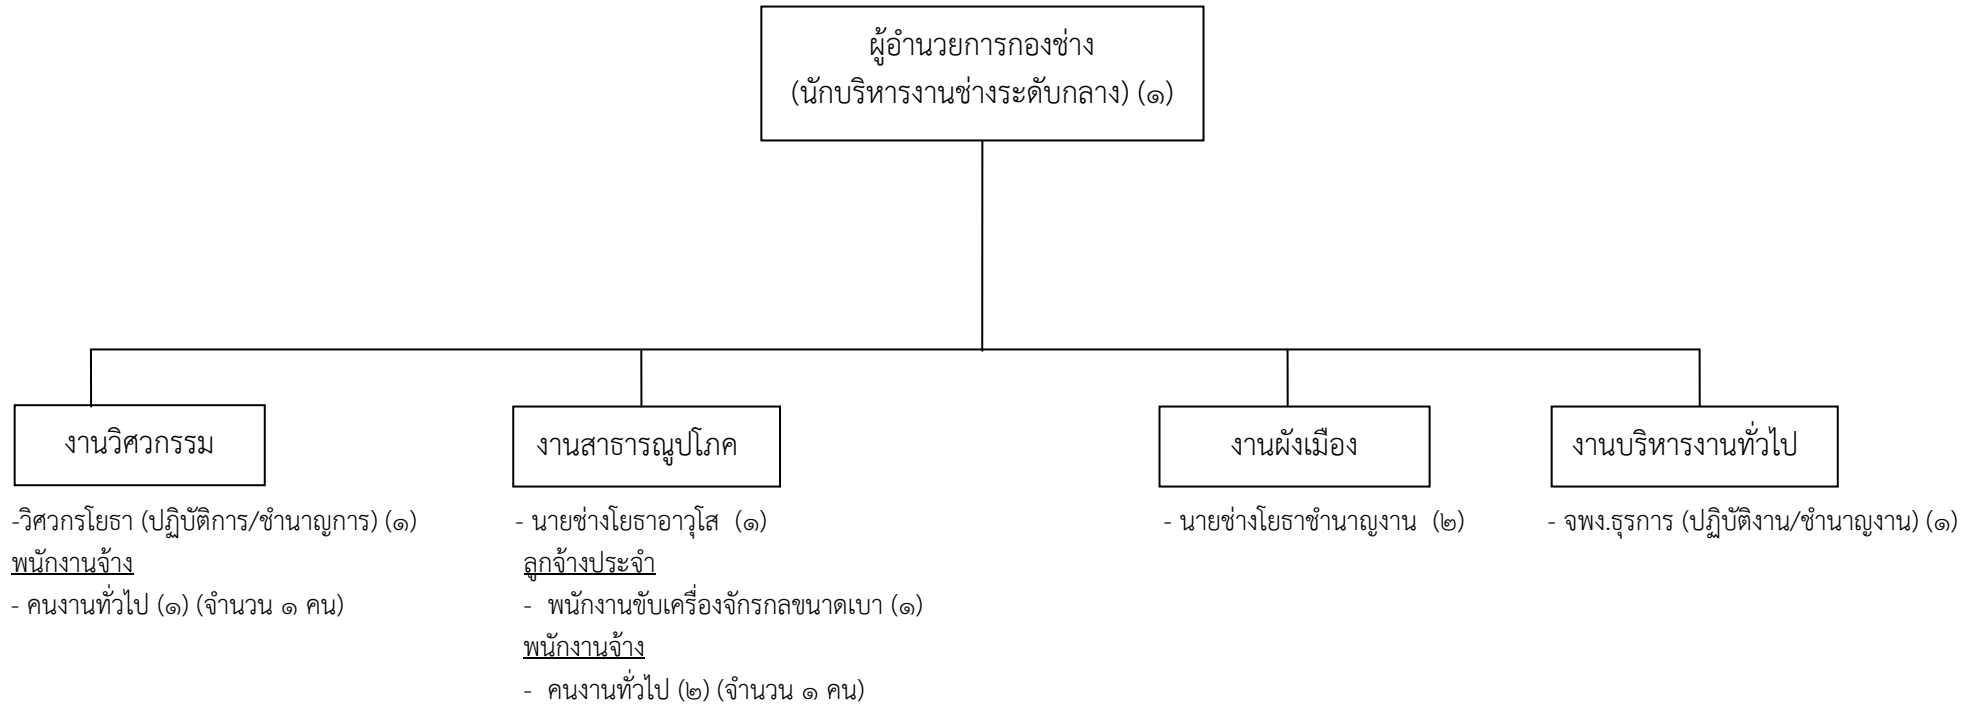 ผู้อำนวยการกองช่าง
(นักบริหารงานช่างระดับกลาง) (๑)
งานวิศวกรรม
-วิศวกรโยธา (ปฏิบัติการ/ชำนาญการ) (๑)
พนักงานจ้าง
- คนงานทั่วไป (๑) (จำนวน ๑ คน)
งานสาธารณูปโภค
- นายช่างโยธาอาวุโส (๑)
ลูกจ้างประจำ
- พนักงานขับเครื่องจักรกลขนาดเบา (๑)
พนักงานจ้าง
- คนงานทั่วไป (๒) (จำนวน ๑ คน)
งานผังเมือง
- นายช่างโยธาชำนาญงาน (๒)
งานบริหารงานทั่วไป
- จพง.ธุรการ (ปฏิบัติงาน/ชำนาญงาน) (๑)